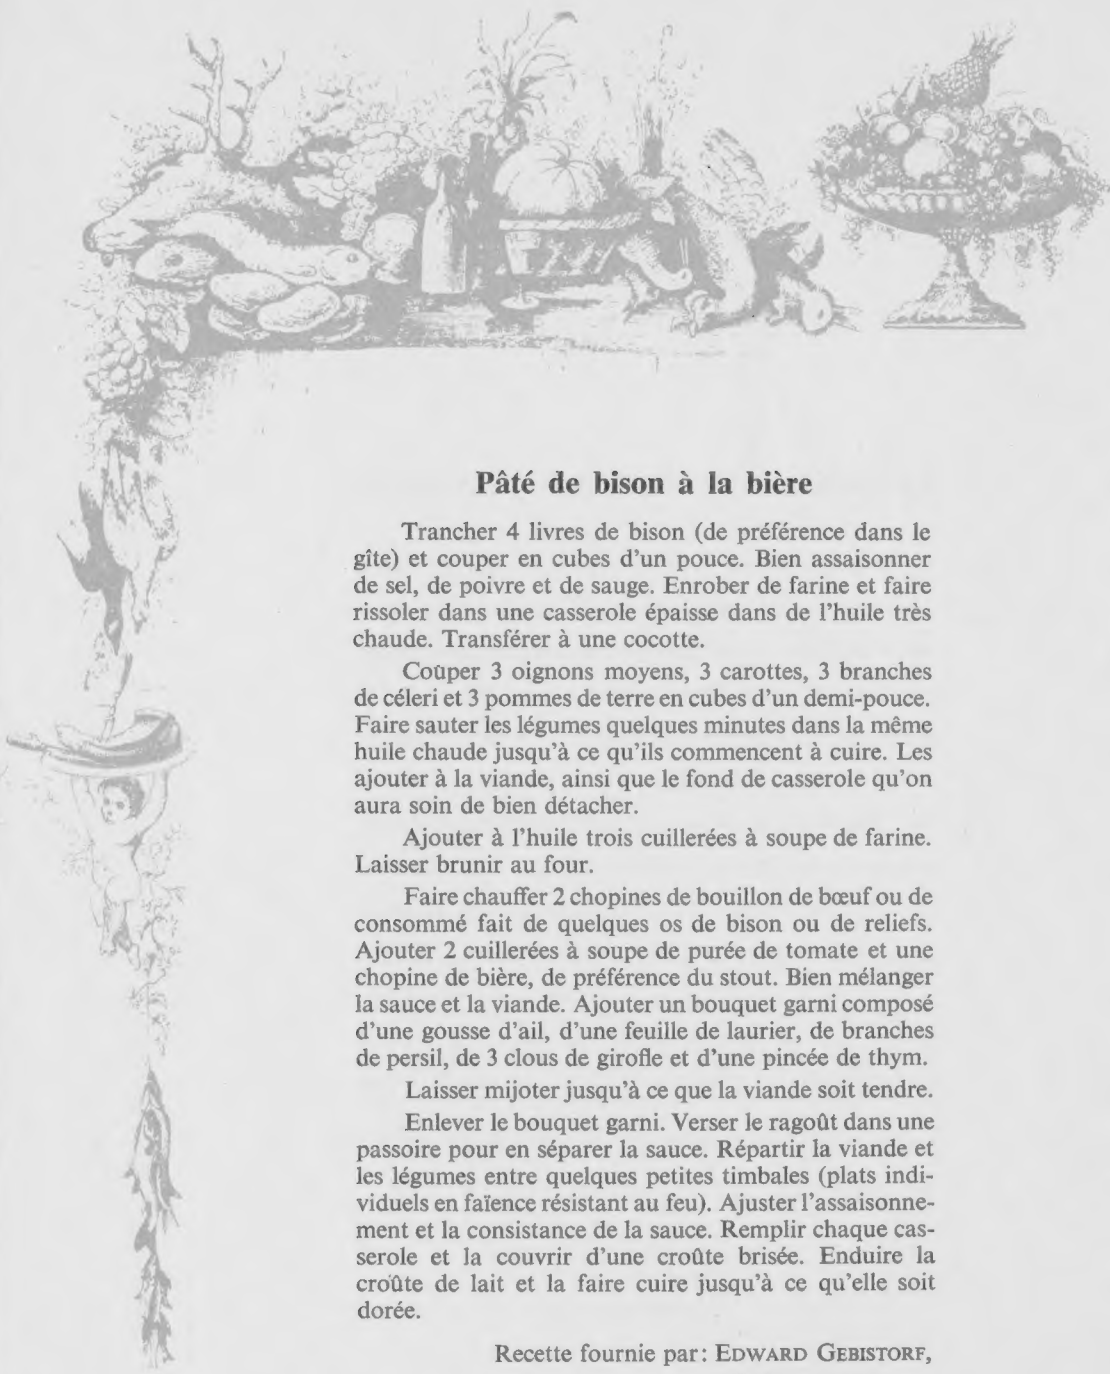 Pâté de bison à la bière
Trancher 4 livres de bison (de préférence dans le
gîte) et couper en cubes d'un pouce. Bien assaisonner
de sel, de poivre et de sauge. Enrober de farine et faire
rissoler dans une casserole épaisse dans de l'huile très
chaude. Transférer à une cocotte.
Couper 3 oignons moyens, 3 carottes, 3 branches
de céleri et 3 pommes de terre en cubes d'un demi-pouce.
Faire sauter les légumes quelques minutes dans la même
huile chaude jusqu'à ce qu'ils commencent à cuire. Les
ajouter à la viande, ainsi que le fond de casserole qu'on
aura soin de bien détacher.
Ajouter à l'huile trois cuillerées à soupe de farine.
Laisser brunir au four.
Faire chauffer 2 chopines de bouillon de bœuf ou de
consommé fait de quelques os de bison ou de reliefs.
Ajouter 2 cuillerées à soupe de purée de tomate et une
chopine de bière, de préférence du stout. Bien mélanger
la sauce et la viande. Ajouter un bouquet garni composé
d'une gousse d'ail, d'une feuille de laurier, de branches
de persil, de 3 clous de girofle et d'une pincée de thym.
Laisser mijoter jusqu'à ce que la viande soit tendre.
Enlever le bouquet garni. Verser le ragoût dans une
passoire pour en séparer la sauce. Répartir la viande et
les légumes entre quelques petites timbales (plats indi-
viduels en faïence résistant au feu). Ajuster l'assaisonne-
ment et la consistance de la sauce. Remplir chaque cas-
serole et la couvrir d'une croûte brisée. Enduire la
croûte de lait et la faire cuire jusqu'à ce qu'elle soit
dorée.
Recette fournie par: EDWARD GEBISTORF,